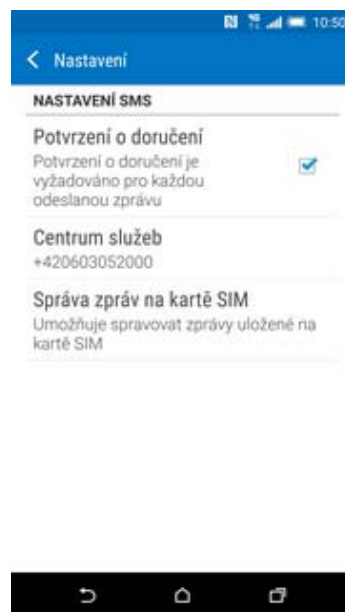 10:50
Nastavení
NASTAVENÍ SMS
Potvrzení o doručení
Potvrzení o doručení je
vyžadováno pro každou
odeslanou zprávu
Centrum služeb
+420603052000
Správa zpráv na kartě SIM
Umožňuje spravovat zprávy uložené na
kartě SIM